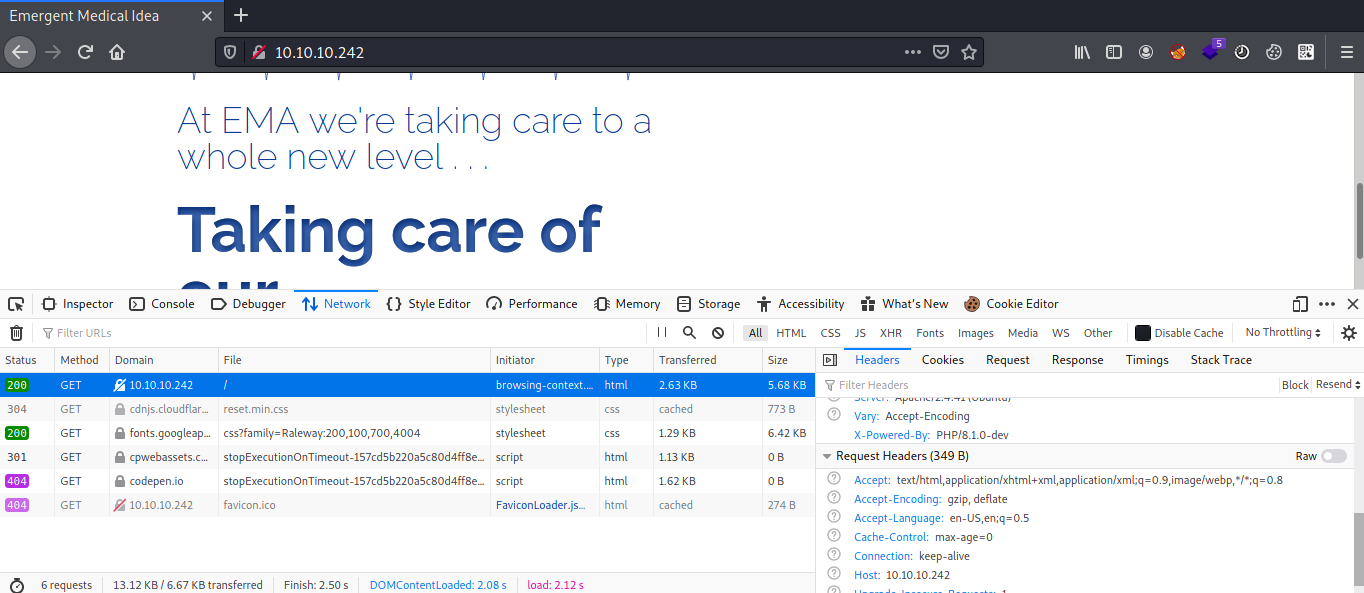 Emergent Medical Idea
10.10.10.242
5
At EMA we're taking care to a
whole new level . . .
Taking care of
our
Inspector Console Debugger Network Style Editor Performance Memory Storage Accessibility What's New Cookie Editor
Filter URLs
All HTML CSS JS XHR Fonts Images Media WS Other Disable Cache No Throttling
Status Method Domain File Initiator Type Transferred Size
200 GET 10.10.10.242 / browsing-context.... html 2.63 KB 5.68 KB
304 GET cdnjs.cloudflar... reset.min.css stylesheet css cached 773 B
200 GET fonts.googleap... css?family=Raleway:200,100,700,4004 stylesheet css 1.29 KB 6.42 KB
301 GET cpwebassets.c... stopExecutionOnTimeout-157cd5b220a5c80d4ff8e... script html 1.13 KB 0 B
404 GET codepen.io stopExecutionOnTimeout-157cd5b220a5c80d4ff8e... script html 1.62 KB 0 B
404 GET 10.10.10.242 favicon.ico FaviconLoader.js... html cached 274 B
6 requests 13.12 KB / 6.67 KB transferred Finish: 2.50 s DOMContentLoaded: 2.08 s load: 2.12 s
Headers Cookies Request Response Timings Stack Trace
Filter Headers Block Resend
Server: Apache/2.4.41 (Ubuntu)
Vary: Accept-Encoding
X-Powered-By: PHP/8.1.0-dev
Request Headers (349 B) Raw
Accept: text/html,application/xhtml+xml,application/xml;q=0.9,image/webp,*/*;q=0.8
Accept-Encoding: gzip, deflate
Accept-Language: en-US,en;q=0.5
Cache-Control: max-age=0
Connection: keep-alive
Host: 10.10.10.242
Upgrade-Insecure-Requests: 1